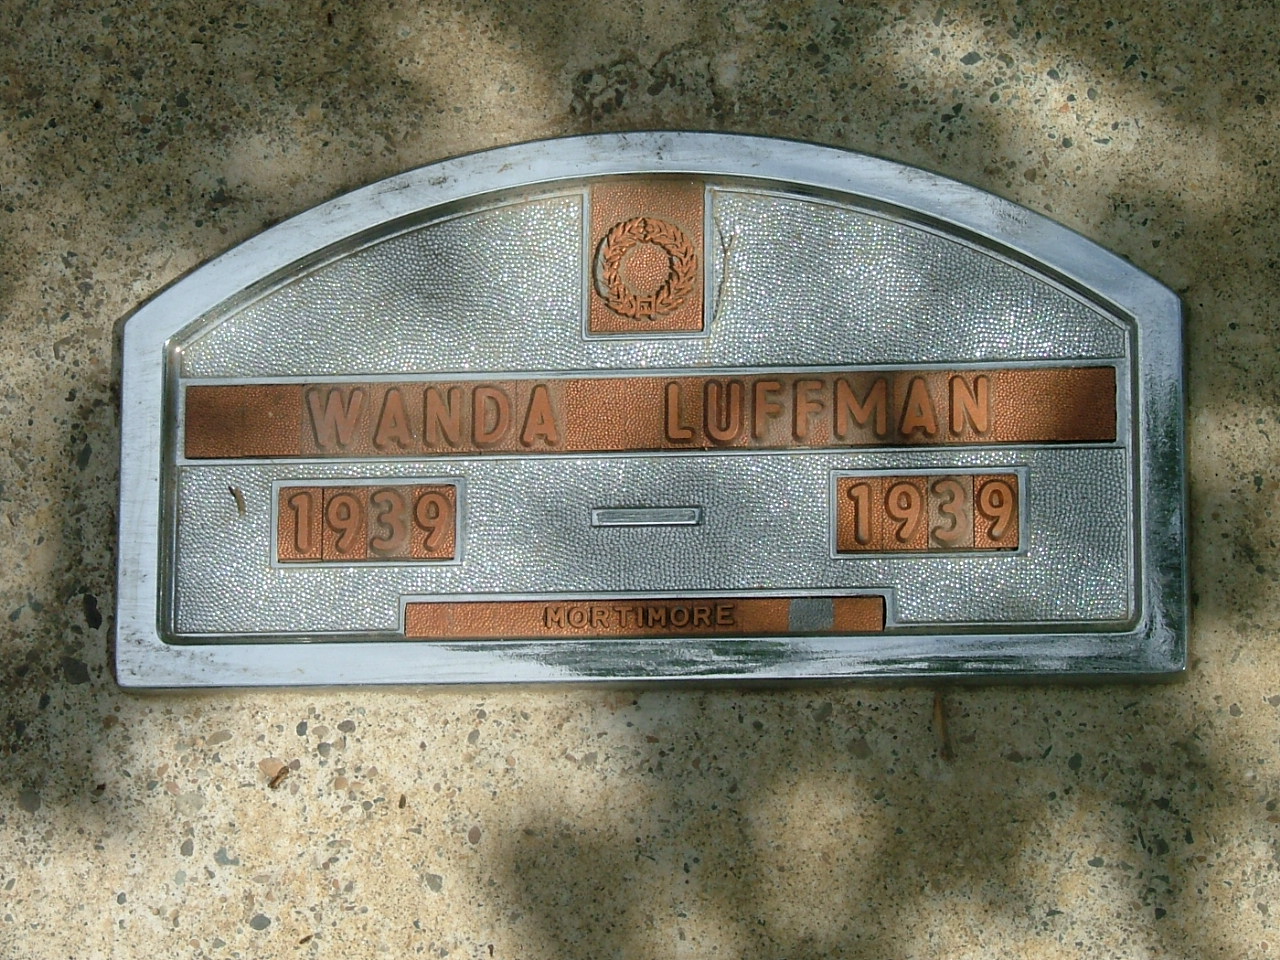 WANDA LUFFMAN
1939 - 1939
MORTIMORE